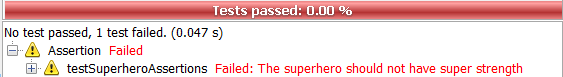 Tests passed: 0.00 %
No test passed, 1 test failed. (0.047 s)
Assertion Failed
testSuperheroAssertions Failed: The superhero should not have super strength